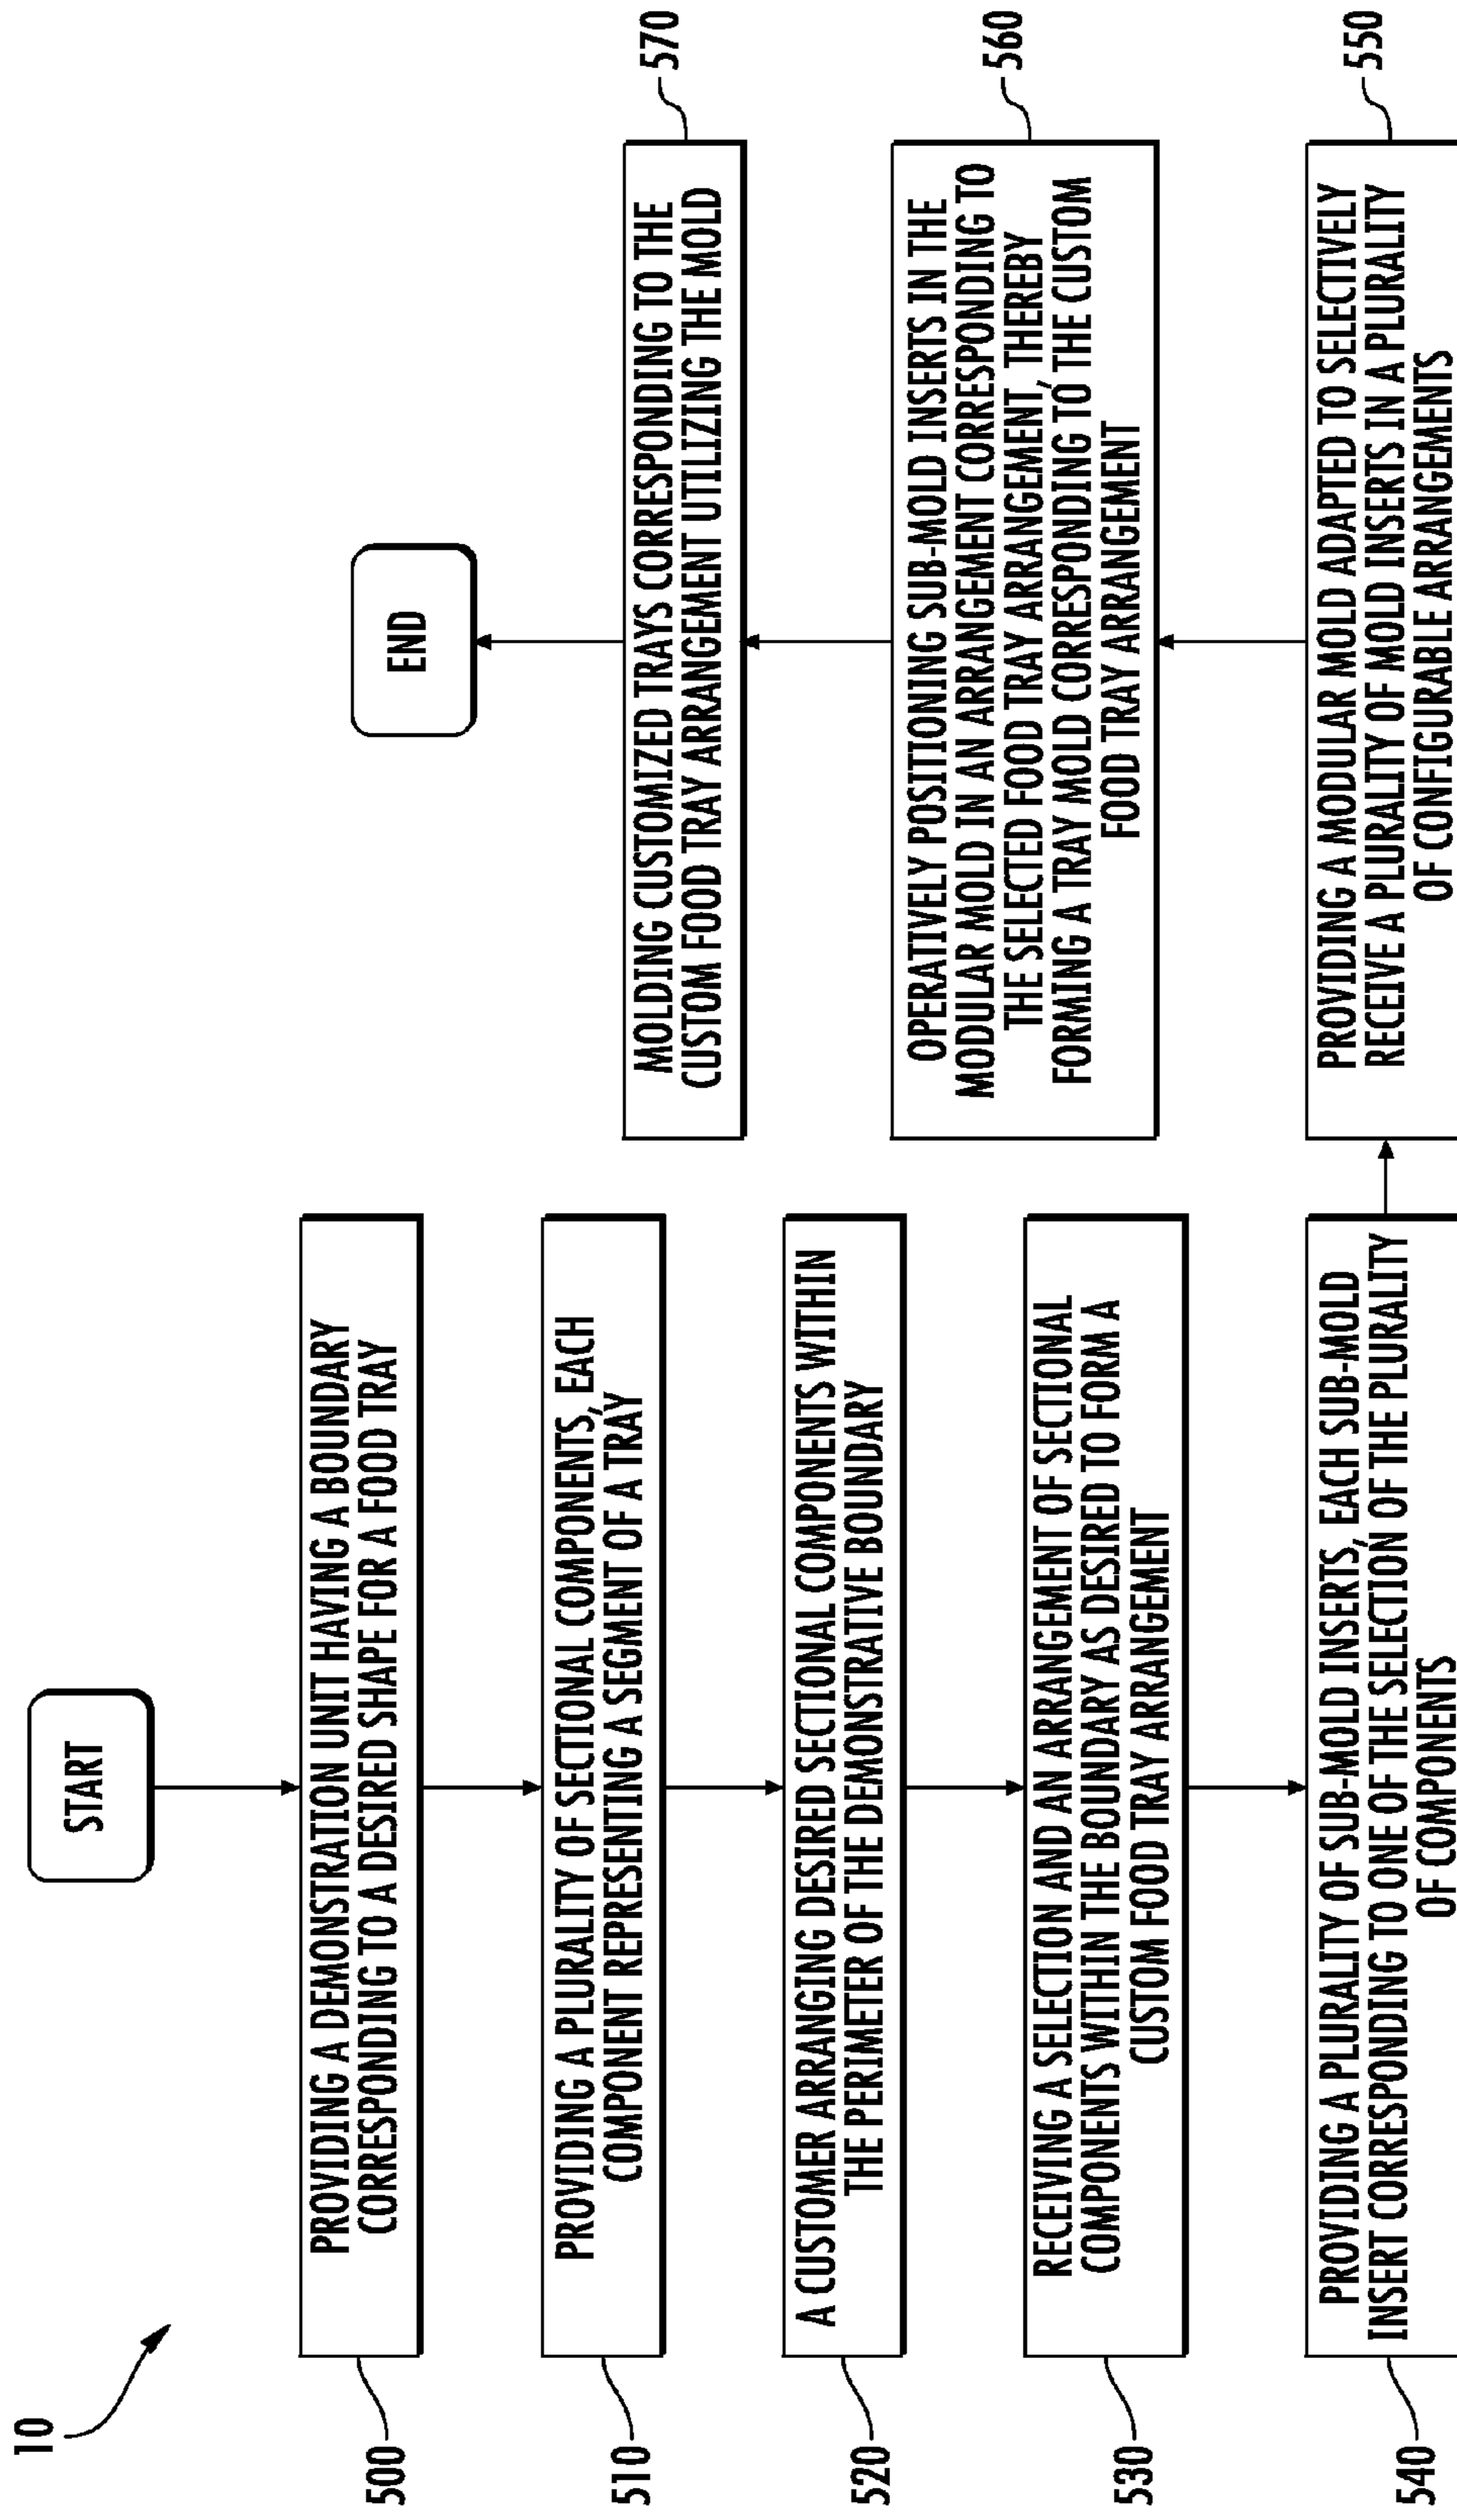 10
START
PROVIDING A DEMONSTRATION UNIT HAVING A BOUNDARY
CORRESPONDING TO A DESIRED SHAPE FOR A FOOD TRAY
500
PROVIDING A PLURALITY OF SECTIONAL COMPONENTS, EACH
COMPONENT REPRESENTING A SEGMENT OF A TRAY
510
A CUSTOMER ARRANGING DESIRED SECTIONAL COMPONENTS WITHIN
THE PERIMETER OF THE DEMONSTRATIVE BOUNDARY
520
RECEIVING A SELECTION AND AN ARRANGEMENT OF SECTIONAL
COMPONENTS WITHIN THE BOUNDARY AS DESIRED TO FORM A
CUSTOM FOOD TRAY ARRANGEMENT
530
PROVIDING A PLURALITY OF SUB-MOLD INSERTS, EACH SUB-MOLD
INSERT CORRESPONDING TO ONE OF THE SELECTION OF THE PLURALITY
OF COMPONENTS
540
PROVIDING A MODULAR MOLD ADAPTED TO SELECTIVELY
RECEIVE A PLURALITY OF MOLD INSERTS IN A PLURALITY
OF CONFIGURABLE ARRANGEMENTS
550
OPERATIVELY POSITIONING SUB-MOLD INSERTS IN THE
MODULAR MOLD IN AN ARRANGEMENT CORRESPONDING TO
THE SELECTED FOOD TRAY ARRANGEMENT, THEREBY
FORMING A TRAY MOLD CORRESPONDING TO THE CUSTOM
FOOD TRAY ARRANGEMENT
560
MOLDING CUSTOMIZED TRAYS CORRESPONDING TO THE
CUSTOM FOOD TRAY ARRANGEMENT UTILIZING THE MOLD
570
END